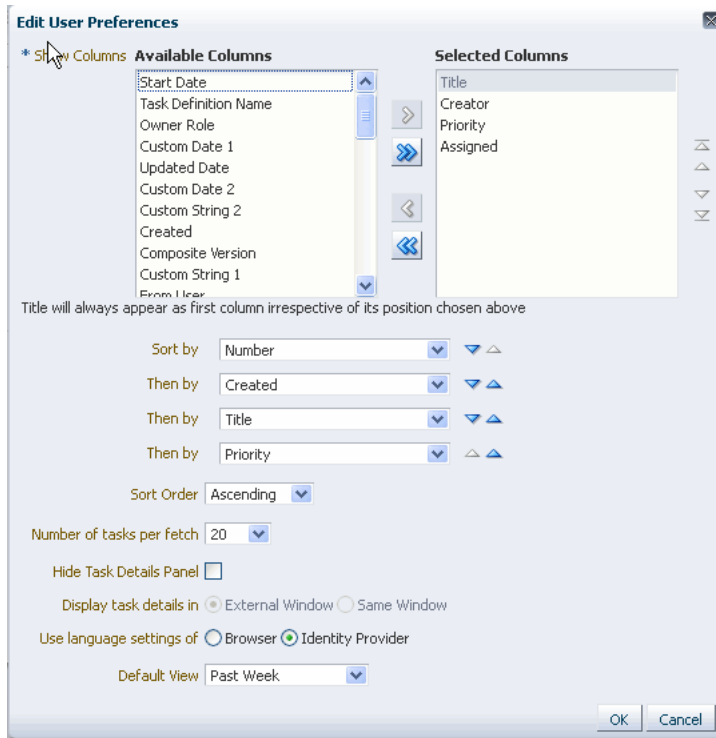 Edit User Preferences
* Show Columns Available Columns Selected Columns
Start Date
Task Definition Name
Owner Role
Custom Date 1
Updated Date
Custom Date 2
Custom String 2
Created
Composite Version
Custom String 1
From User
Title
Creator
Priority
Assigned
Title will always appear as first column irrespective of its position chosen above
Sort by Number
Then by Created
Then by Title
Then by Priority
Sort Order Ascending
Number of tasks per fetch 20
Hide Task Details Panel
Display task details in External Window Same Window
Use language settings of Browser Identity Provider
Default View Past Week
OK Cancel